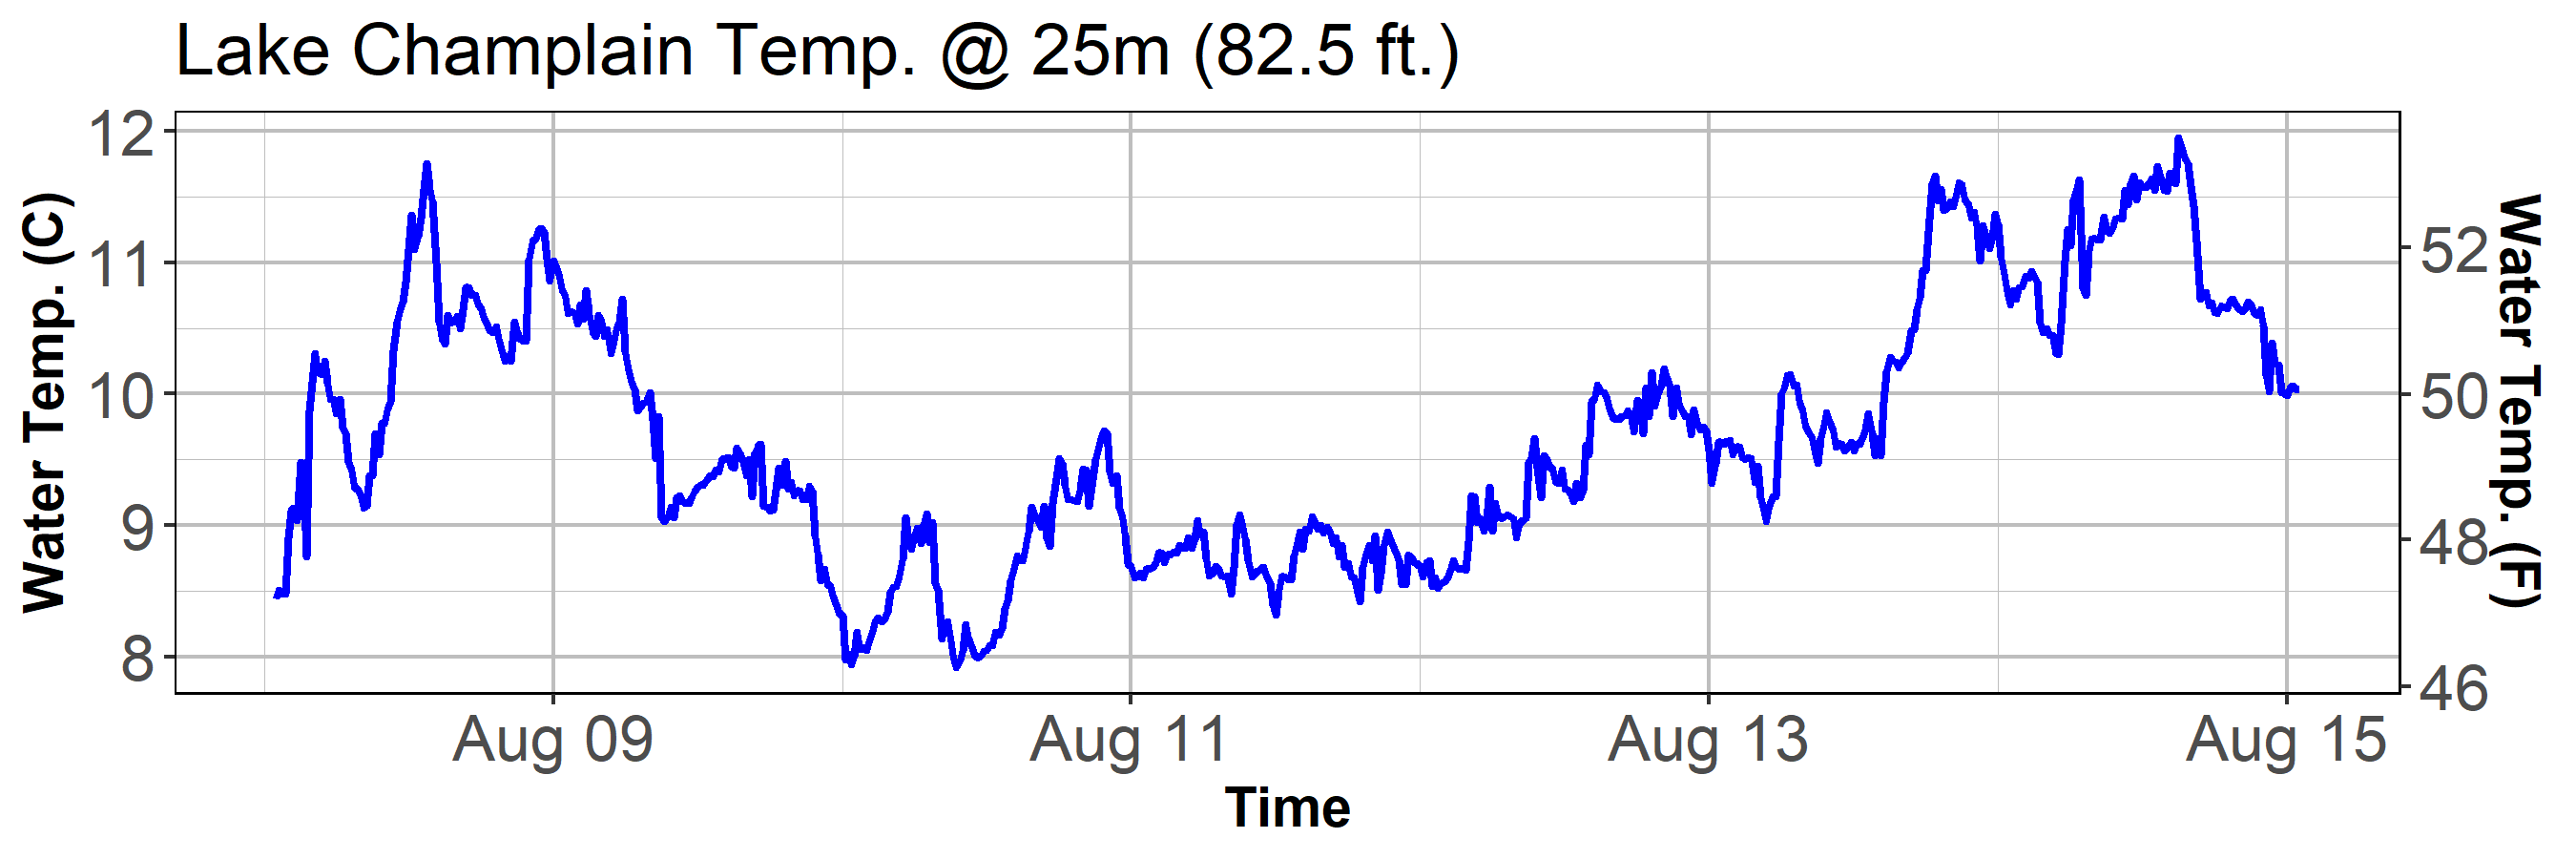 Lake Champlain Temp. @ 25m (82.5 ft.)
Water Temp. (C)
12
11
10
9
8
52
50
48
46
Water Temp. (F)
Aug 09
Aug 11
Aug 13
Aug 15
Time